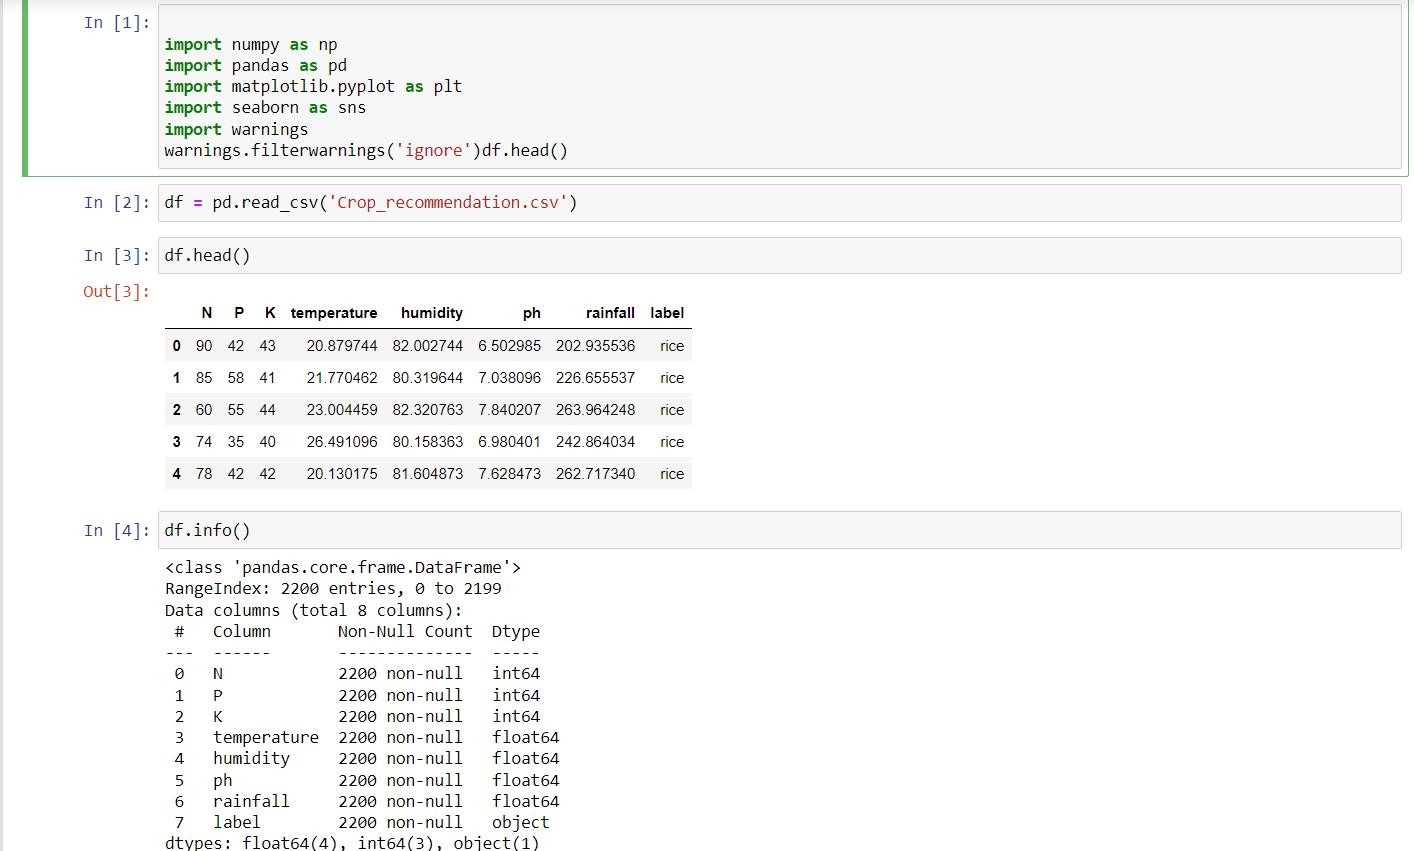 In [1]:
import numpy as np
import pandas as pd
import matplotlib.pyplot as plt
import seaborn as sns
import warnings
warnings.filterwarnings('ignore')df.head()
In [2]: df = pd.read_csv('Crop_recommendation.csv')
In [3]: df.head()
Out[3]:
N P K temperature humidity ph rainfall label
0 90 42 43 20.879744 82.002744 6.502985 202.935536 rice
1 85 58 41 21.770462 80.319644 7.038096 226.655537 rice
2 60 55 44 23.004459 82.320763 7.840207 263.964248 rice
3 74 35 40 26.491096 80.158363 6.980401 242.864034 rice
4 78 42 42 20.130175 81.604873 7.628473 262.717340 rice
In [4]: df.info()
<class 'pandas.core.frame.DataFrame'>
RangeIndex: 2200 entries, 0 to 2199
Data columns (total 8 columns):
# Column Non-Null Count Dtype
--- ------ -------------- -----
0 N 2200 non-null int64
1 P 2200 non-null int64
2 K 2200 non-null int64
3 temperature 2200 non-null float64
4 humidity 2200 non-null float64
5 ph 2200 non-null float64
6 rainfall 2200 non-null float64
7 label 2200 non-null object
dtypes: float64(4), int64(3), object(1)